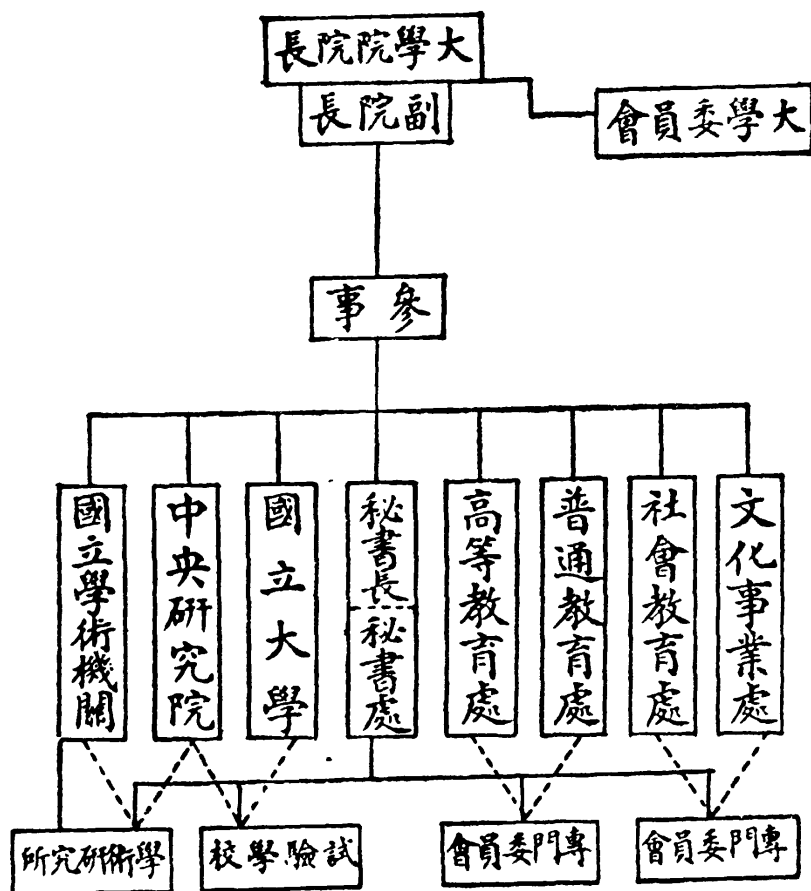 大學院院長
副院長
大學委員會
參事
文化事業處
社會教育處
普通教育處
高等教育處
秘書長
秘書處
國立大學
中央研究院
國立學術機關
專門委員會
專門委員會
試驗學校
學術研究所